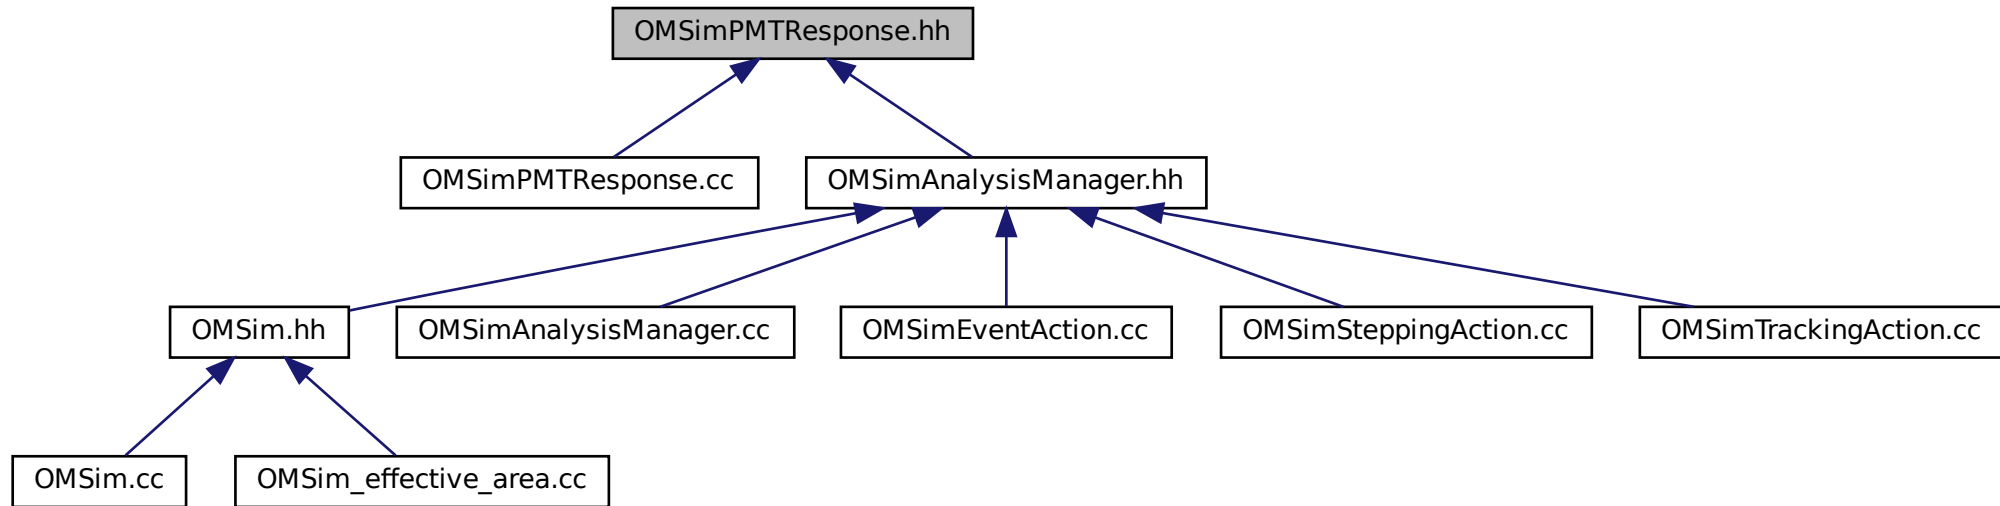 OMSimPMTResponse.hh
OMSimPMTResponse.cc
OMSimAnalysisManager.hh
OMSim.hh
OMSimAnalysisManager.cc
OMSimEventAction.cc
OMSimSteppingAction.cc
OMSimTrackingAction.cc
OMSim.cc
OMSim_effective_area.cc